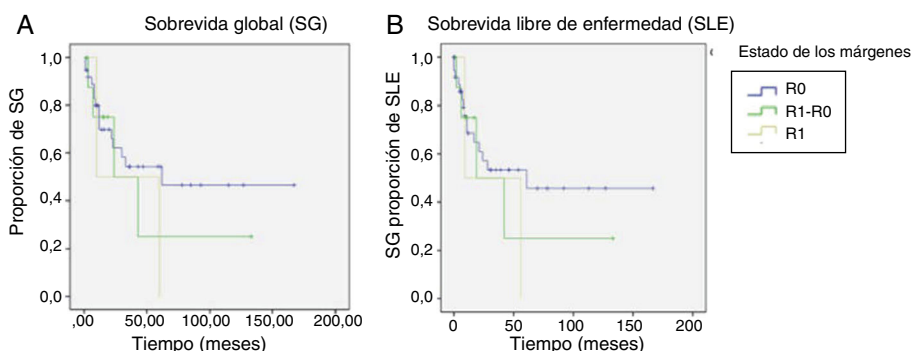 A Sobrevida global (SG)
Proporción de SG
1,0
0,8
0,6
0,4
0,2
0,0
,00 50,00 100,00 150,00 200,00
Tiempo (meses)
B Sobrevida libre de enfermedad (SLE)
SG proporción de SLE
1,0
0,8
0,6
0,4
0,2
0,0
0 50 100 150 200
Tiempo (meses)
Estado de los márgenes
R0
R1-R0
R1